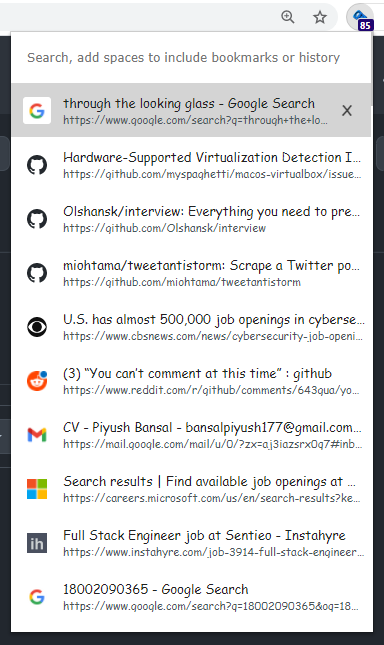 85
Search, add spaces to include bookmarks or history
through the looking glass - Google Search
https://www.google.com/search?q=through+the+lo...
Hardware-Supported Virtualization Detection I...
https://github.com/myspaghetti/macos-virtualbox/issue...
Olshansk/interview: Everything you need to pre...
https://github.com/Olshansk/interview
miohtama/tweetantistorm: Scrape a Twitter po...
https://github.com/miohtama/tweetantistorm
U.S. has almost 500,000 job openings in cyberse...
https://www.cbsnews.com/news/cybersecurity-job-openi...
(3) “You can’t comment at this time” : github
https://www.reddit.com/r/github/comments/643gua/yo...
CV - Piyush Bansal - bansalpiyush177@gmail.com...
https://mail.google.com/mail/u/0/?zx=aj3iazsrx0q7#inb...
Search results | Find available job openings at ...
https://careers.microsoft.com/us/en/search-results?ke...
ih
Full Stack Engineer job at Sentieo - Instahyre
https://www.instahyre.com/job-3914-full-stack-engineer...
18002090365 - Google Search
https://www.google.com/search?q=18002090365&oq=18...